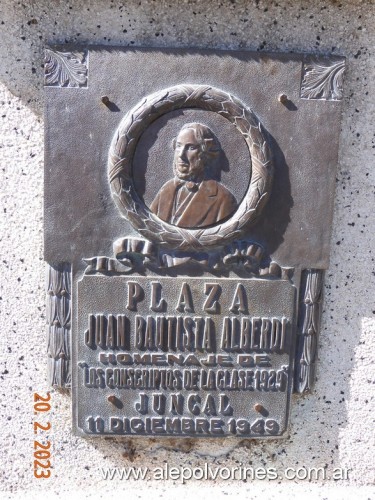 PLAZA
JUAN BAUTISTA ALBERDI
HOMENAJE DE
LOS CONSCRIPTOS DE LA CLASE 1929
JUNCAL
11 DICIEMBRE 1949
20.2.2023
www.alepolvorines.com.ar